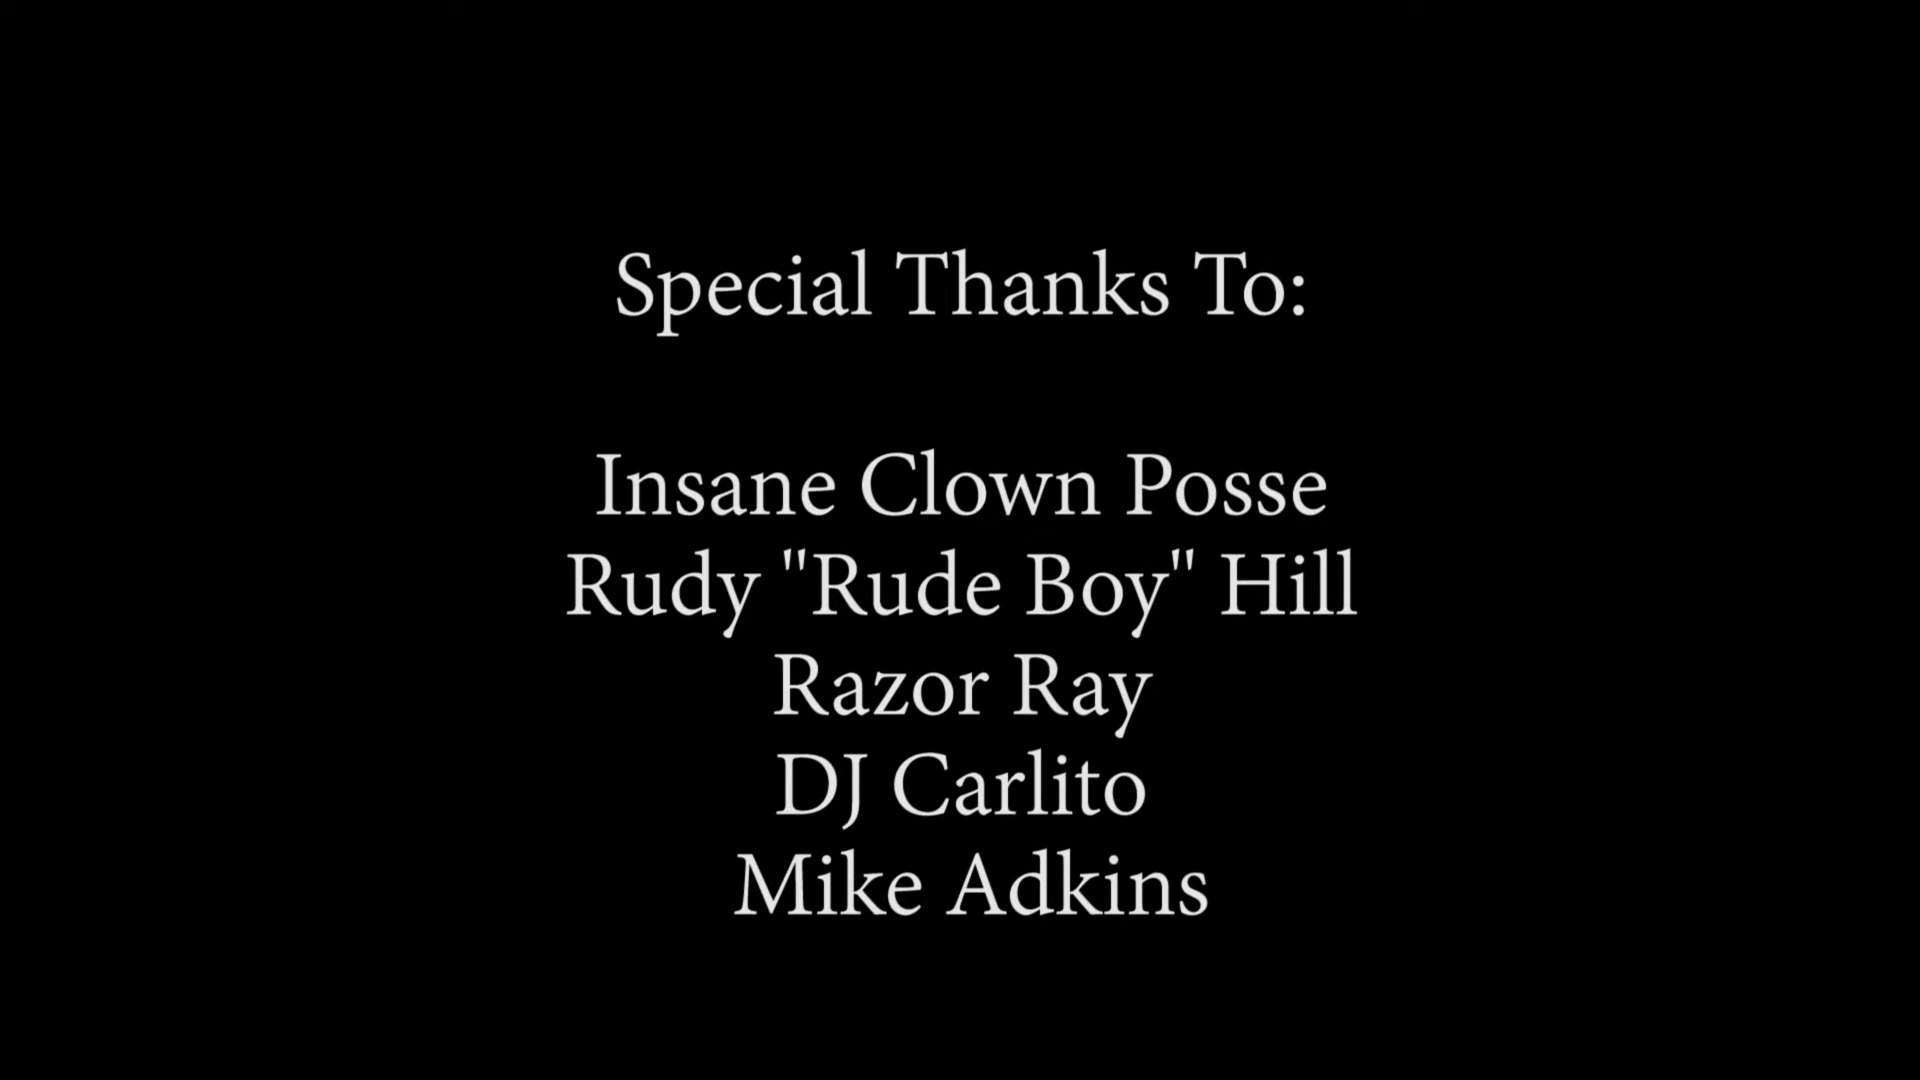 Special Thanks To:
Insane Clown Posse
Rudy "Rude Boy" Hill
Razor Ray
DJ Carlito
Mike Adkins